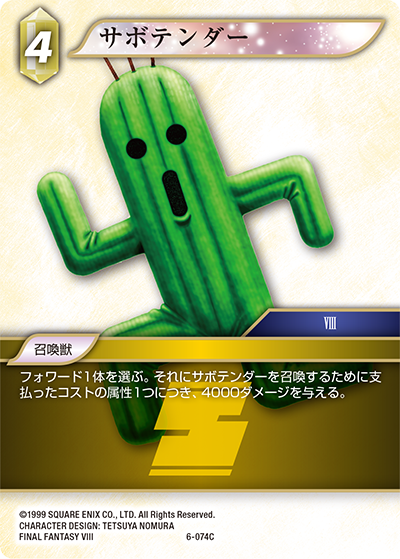 4
サボテンダー
VIII
召喚獣
フォワード1体を選ぶ。それにサボテンダーを召喚するために支
払ったコストの属性1つにつき、4000ダメージを与える。
©1999 SQUARE ENIX CO., LTD. All Rights Reserved.
CHARACTER DESIGN: TETSUYA NOMURA
FINAL FANTASY VIII
6-074C